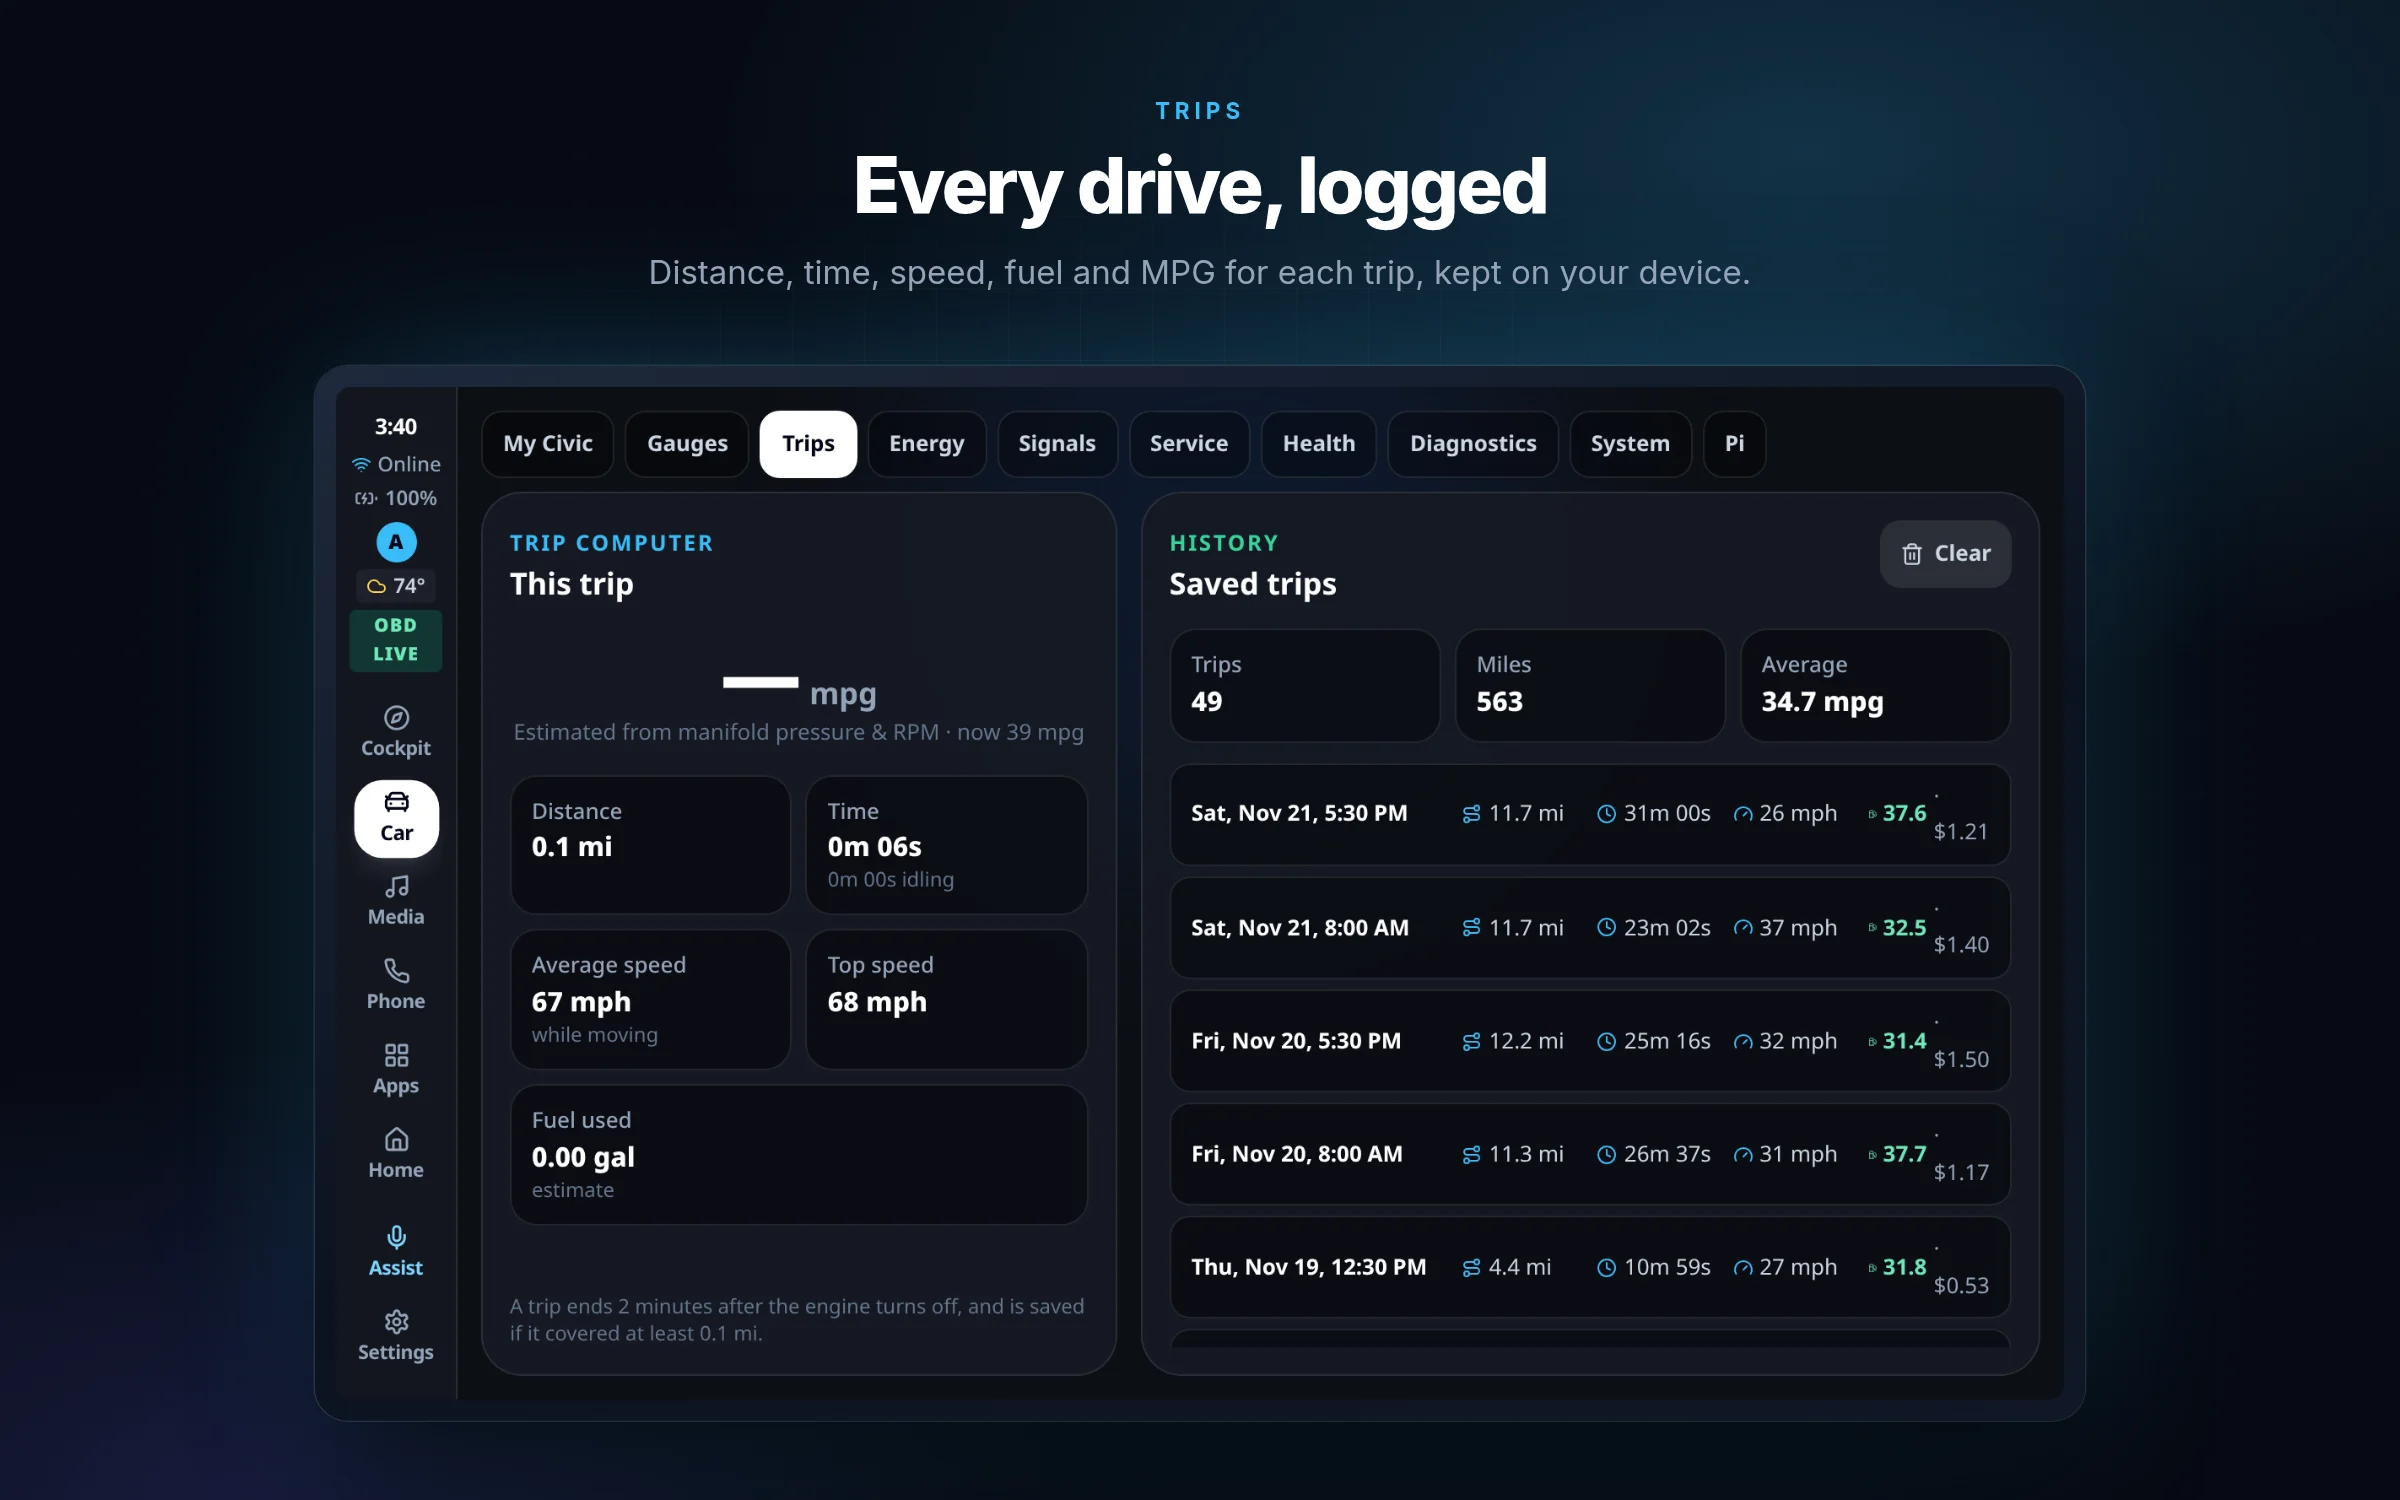 TRIPS
Every drive, logged
Distance, time, speed, fuel and MPG for each trip, kept on your device.
3:40
Online
100%
A
74°
OBD
LIVE
Cockpit
Car
Media
Phone
Apps
Home
Assist
Settings
My Civic
Gauges
Trips
Energy
Signals
Service
Health
Diagnostics
System
Pi
TRIP COMPUTER
This trip
— mpg
Estimated from manifold pressure & RPM · now 39 mpg
Distance
0.1 mi
Time
0m 06s
0m 00s idling
Average speed
67 mph
while moving
Top speed
68 mph
Fuel used
0.00 gal
estimate
A trip ends 2 minutes after the engine turns off, and is saved
if it covered at least 0.1 mi.
HISTORY
Saved trips
Clear
Trips
49
Miles
563
Average
34.7 mpg
Sat, Nov 21, 5:30 PM 11.7 mi 31m 00s 26 mph 37.6 · $1.21
Sat, Nov 21, 8:00 AM 11.7 mi 23m 02s 37 mph 32.5 · $1.40
Fri, Nov 20, 5:30 PM 12.2 mi 25m 16s 32 mph 31.4 · $1.50
Fri, Nov 20, 8:00 AM 11.3 mi 26m 37s 31 mph 37.7 · $1.17
Thu, Nov 19, 12:30 PM 4.4 mi 10m 59s 27 mph 31.8 · $0.53